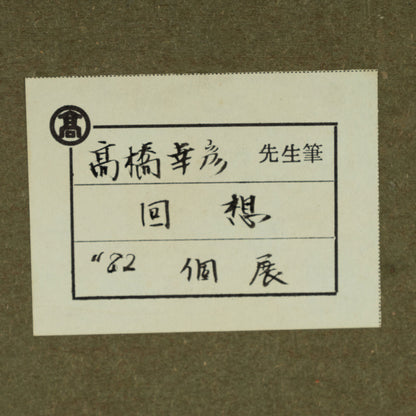 髙
髙橋幸彦 先生筆
回想
"82 個展